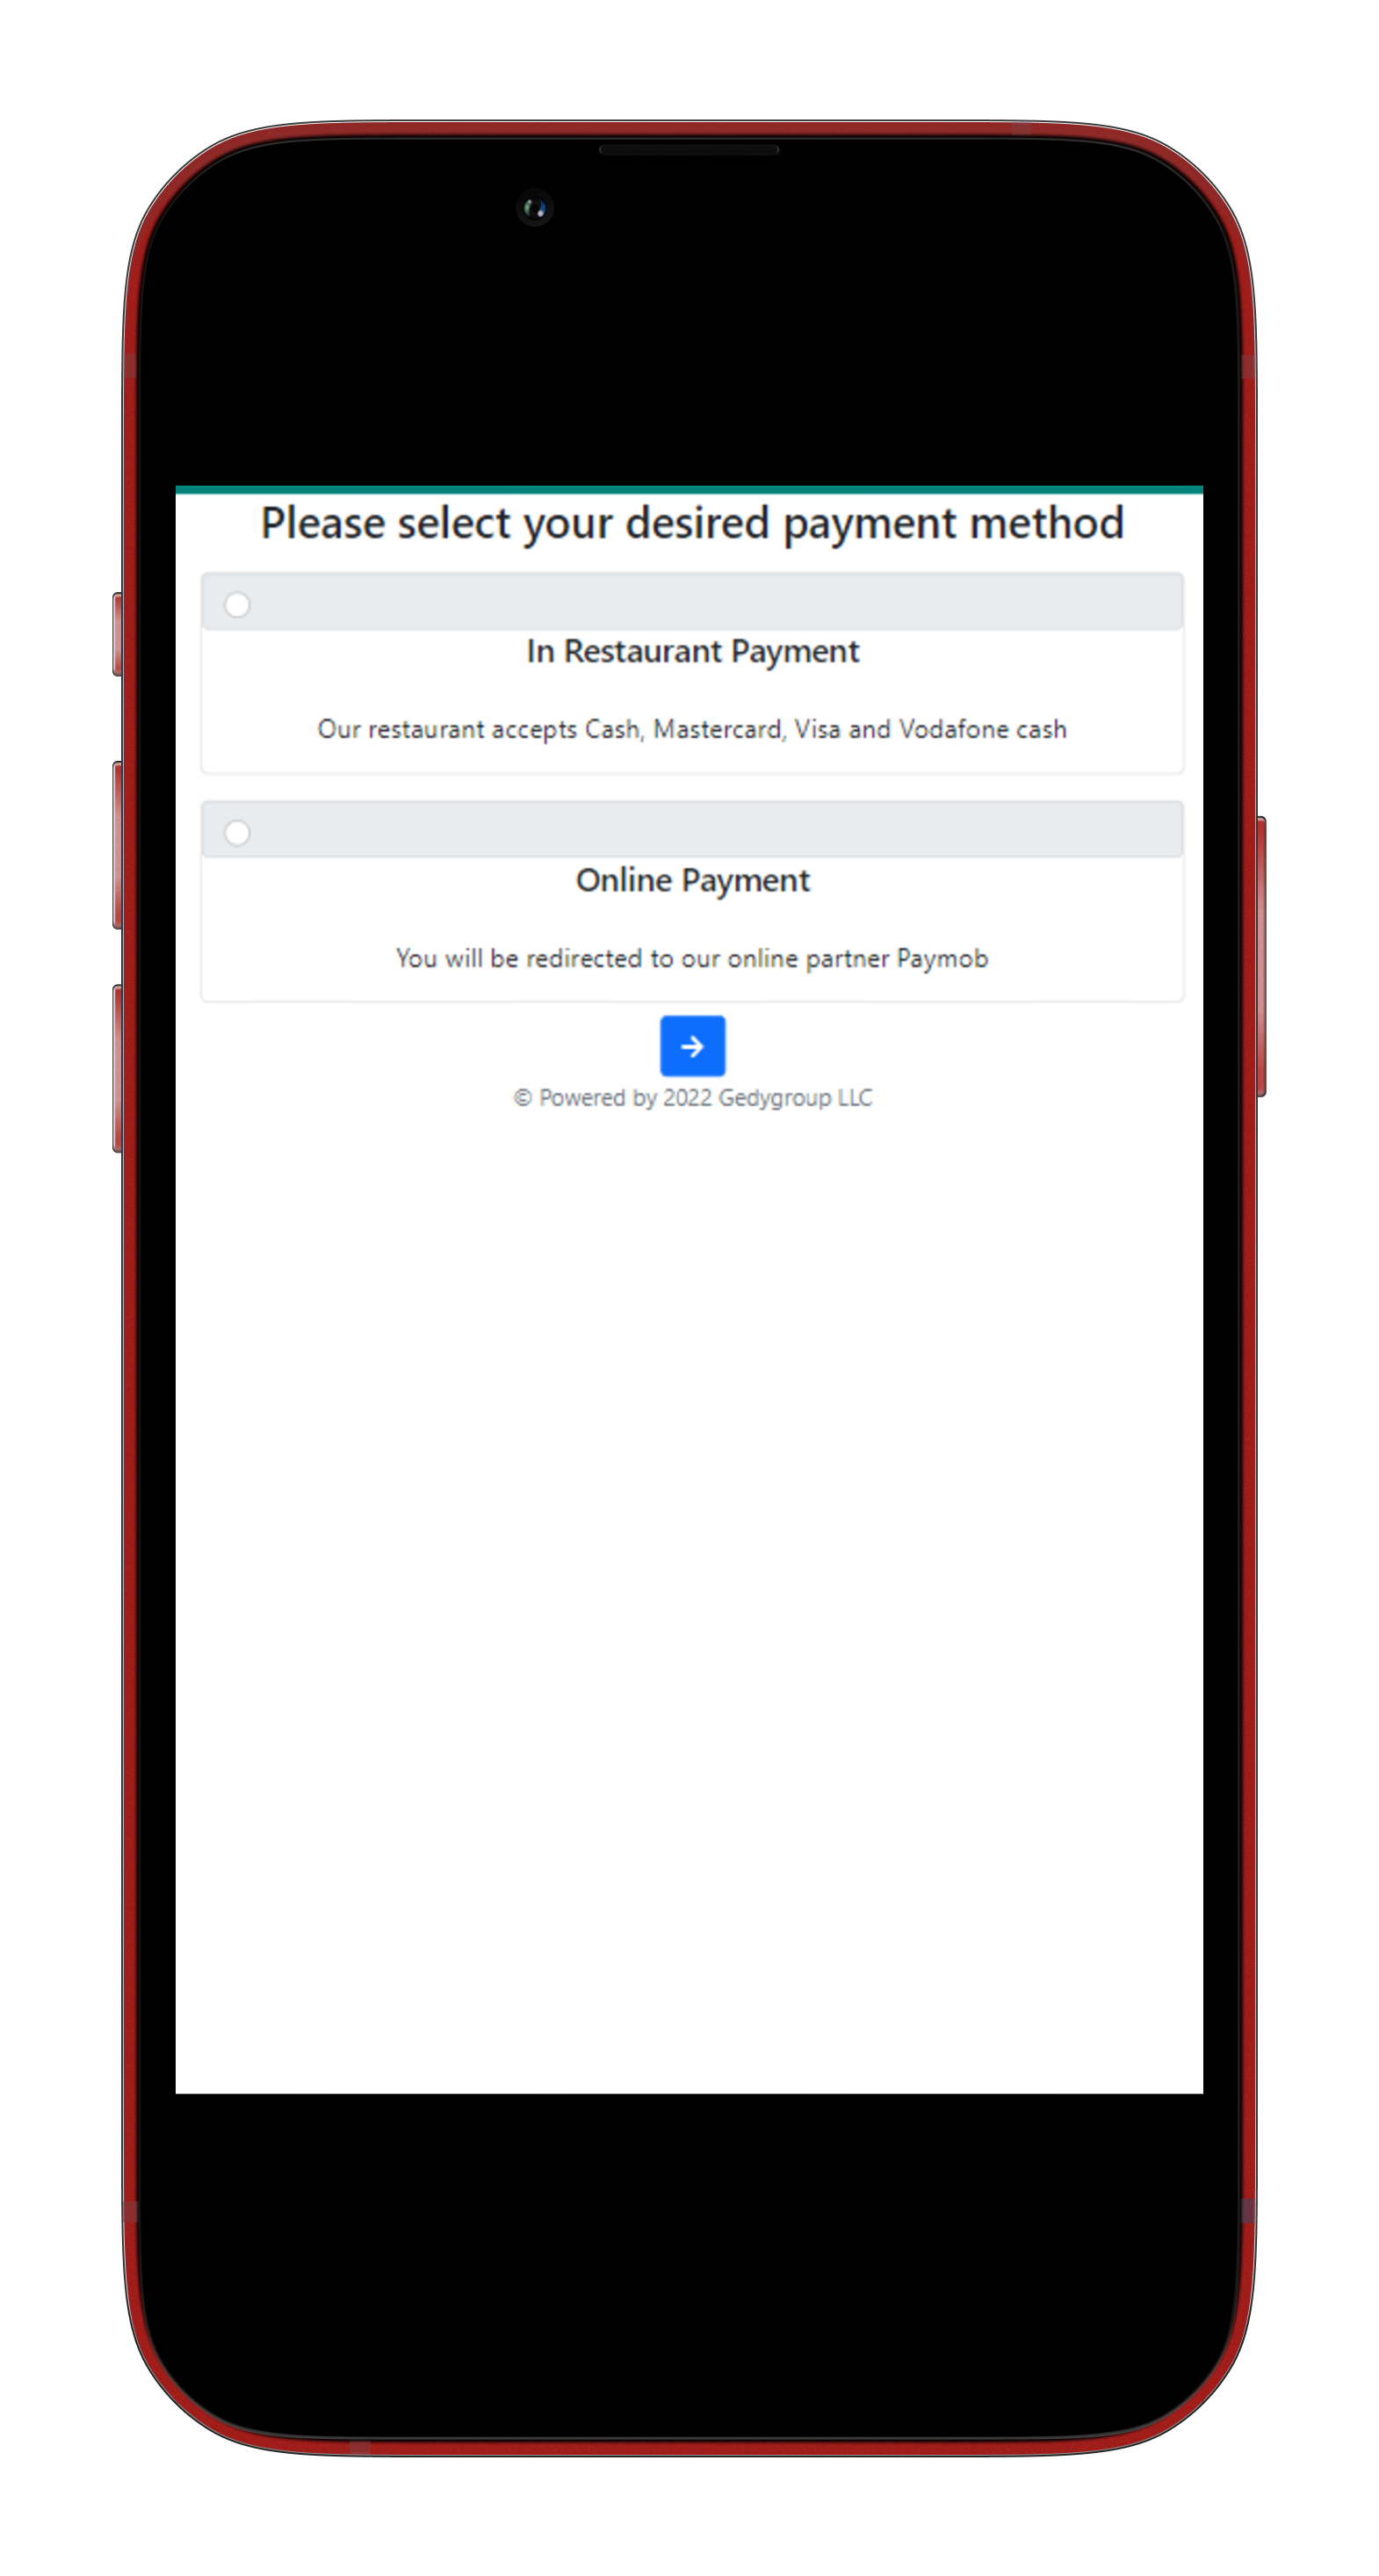 Please select your desired payment method
In Restaurant Payment
Our restaurant accepts Cash, Mastercard, Visa and Vodafone cash
Online Payment
You will be redirected to our online partner Paymob
© Powered by 2022 Gedygroup LLC